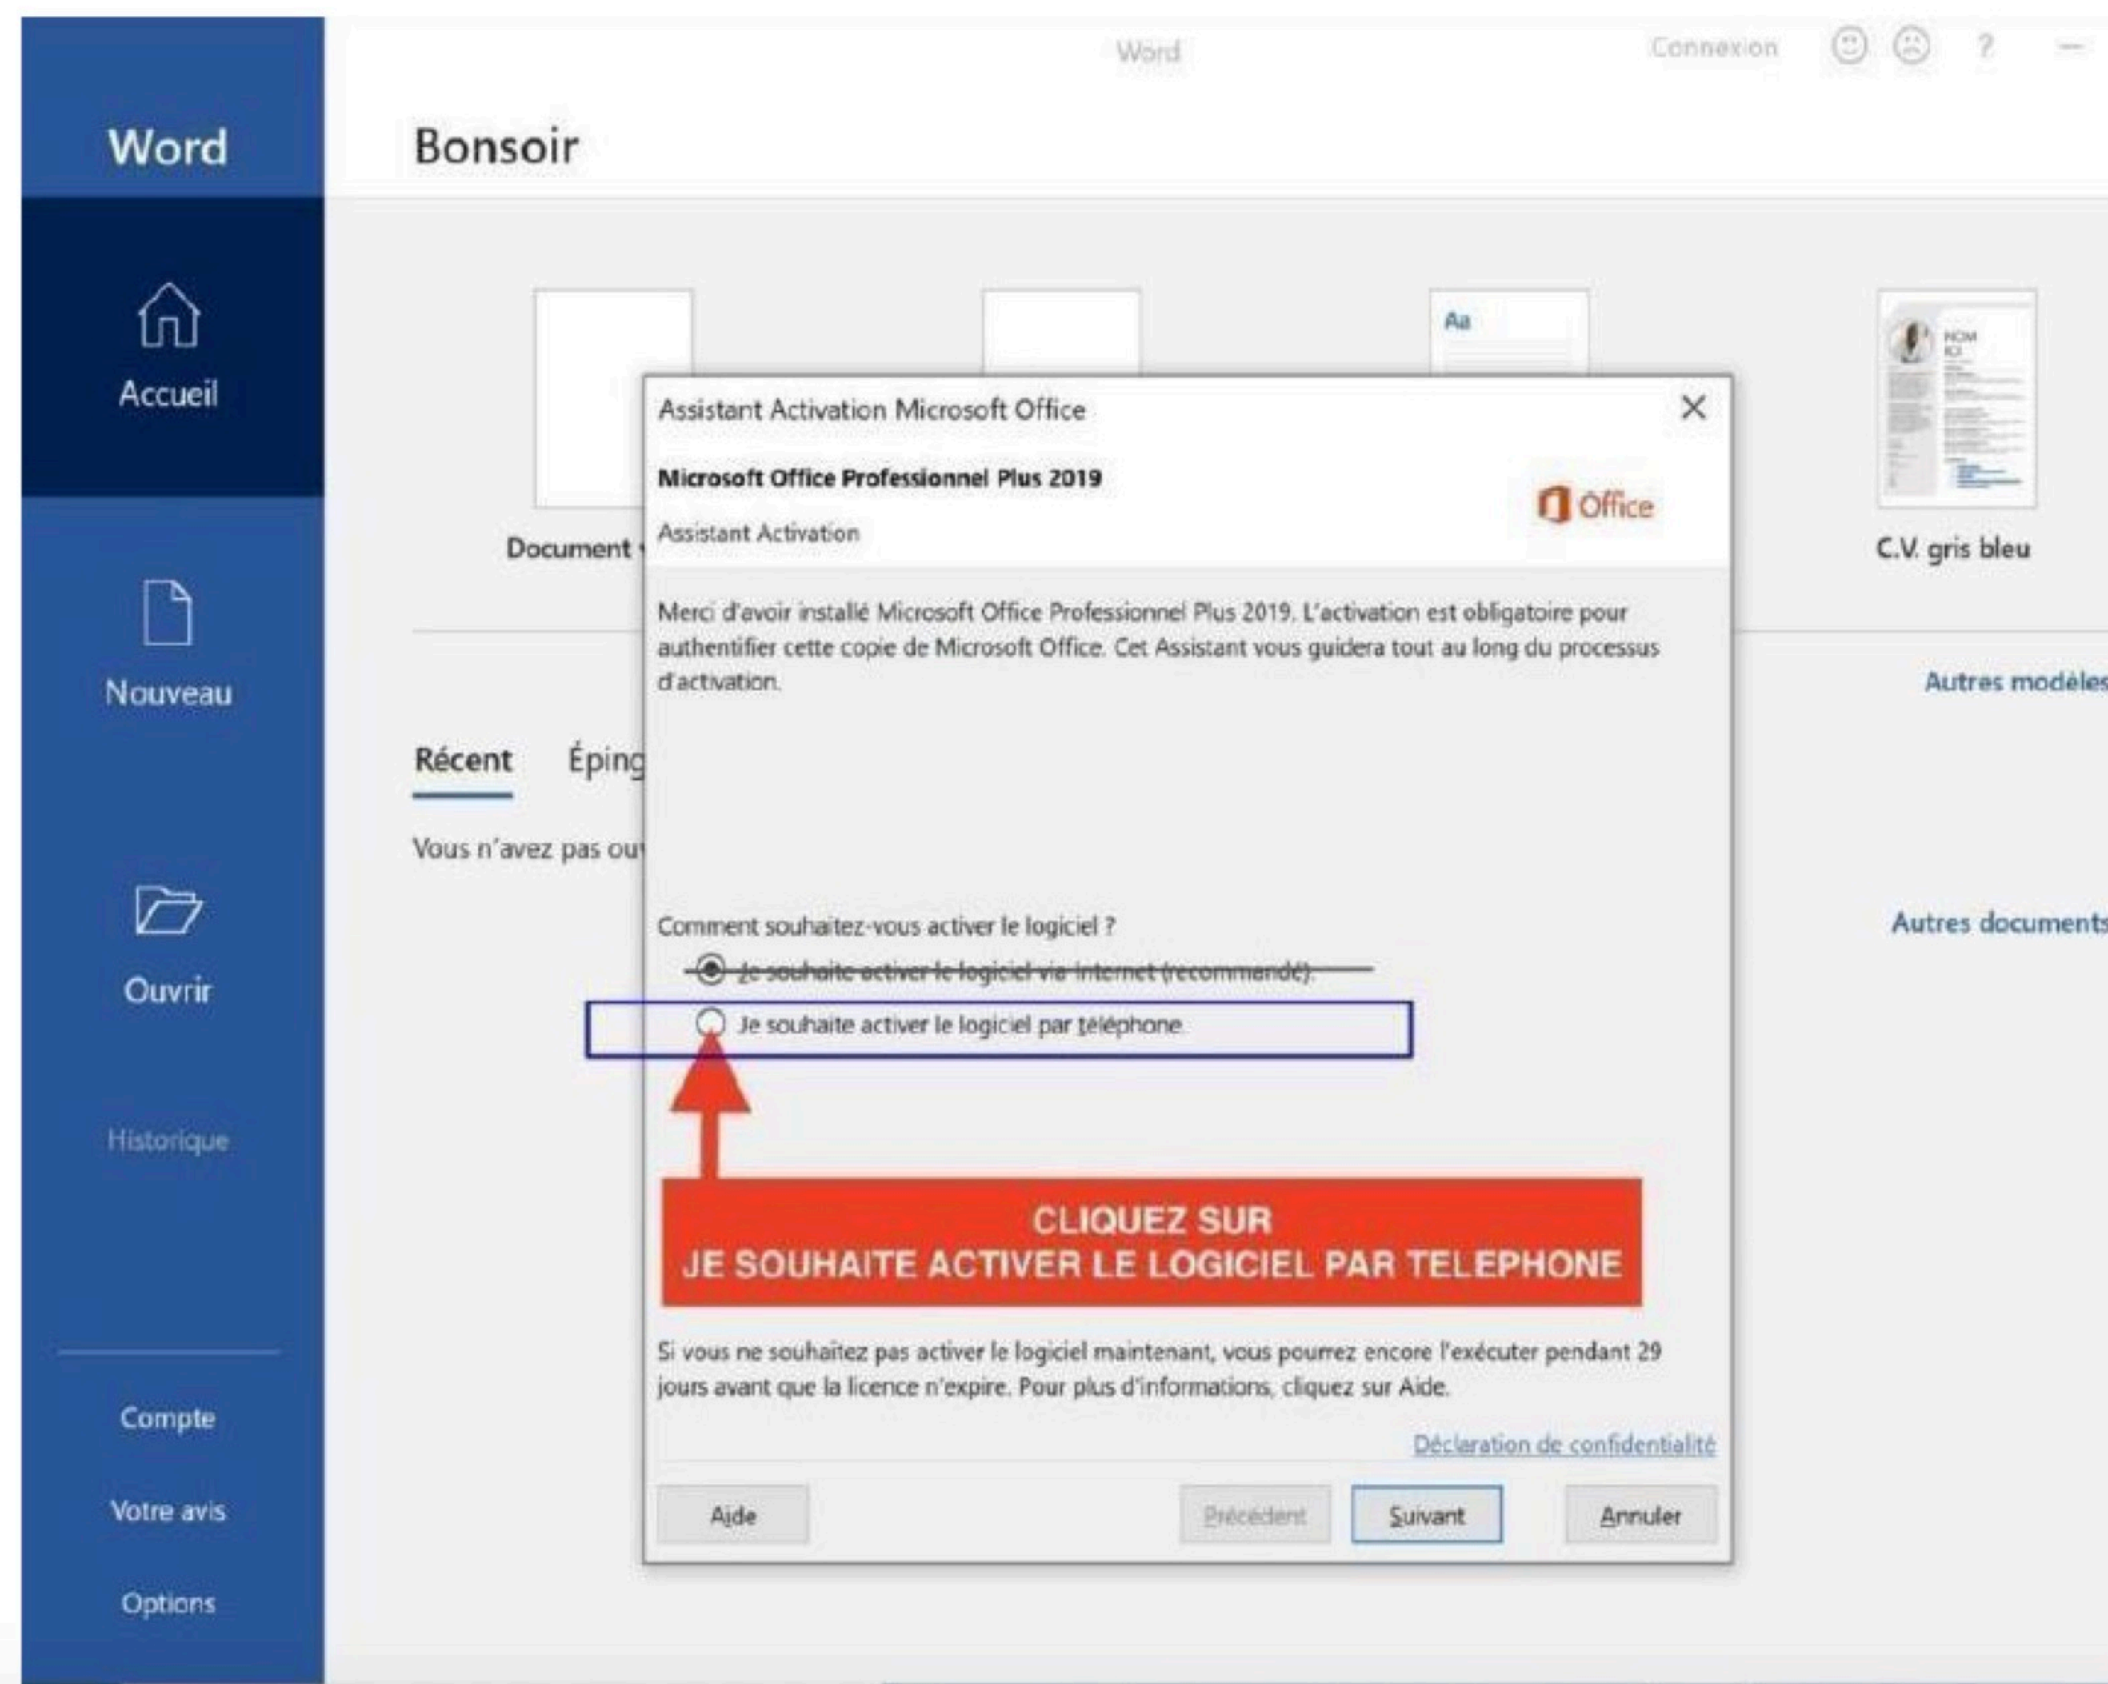 Word
Connexion
?
Word
Bonsoir
Accueil
Nouveau
Ouvrir
Historique
Compte
Votre avis
Options
Aa
NOM
ICI
Document
C.V. gris bleu
Autres modèles
Récent
Éping
Vous n'avez pas ouv
Autres documents
Assistant Activation Microsoft Office
Microsoft Office Professionnel Plus 2019
Office
Assistant Activation
Merci d'avoir installé Microsoft Office Professionnel Plus 2019. L'activation est obligatoire pour
authentifier cette copie de Microsoft Office. Cet Assistant vous guidera tout au long du processus
d'activation.
Comment souhaitez-vous activer le logiciel ?
Je souhaite activer le logiciel via Internet (recommandé).
Je souhaite activer le logiciel par téléphone.
CLIQUEZ SUR
JE SOUHAITE ACTIVER LE LOGICIEL PAR TELEPHONE
Si vous ne souhaitez pas activer le logiciel maintenant, vous pourrez encore l'exécuter pendant 29
jours avant que la licence n'expire. Pour plus d'informations, cliquez sur Aide.
Déclaration de confidentialité
Aide
Précédent
Suivant
Annuler